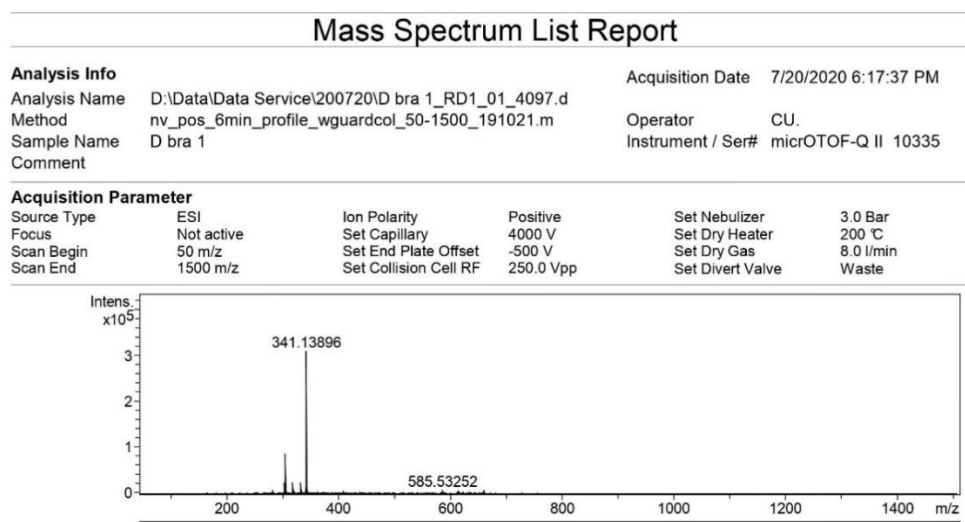 Mass Spectrum List Report
Analysis Info
Acquisition Date 7/20/2020 6:17:37 PM
Analysis Name D:\Data\Data Service\200720\D bra 1_RD1_01_4097.d
Method nv_pos_6min_profile_wguardcol_50-1500_191021.m
Operator CU.
Sample Name D bra 1
Instrument / Ser# micrOTOF-Q II 10335
Comment
Acquisition Parameter
Source Type ESI Ion Polarity Positive Set Nebulizer 3.0 Bar
Focus Not active Set Capillary 4000 V Set Dry Heater 200 °C
Scan Begin 50 m/z Set End Plate Offset -500 V Set Dry Gas 8.0 l/min
Scan End 1500 m/z Set Collision Cell RF 250.0 Vpp Set Divert Valve Waste
Intens.
x10^5
341.13896
3
2
1
585.53252
0
200 400 600 800 1000 1200 1400 m/z